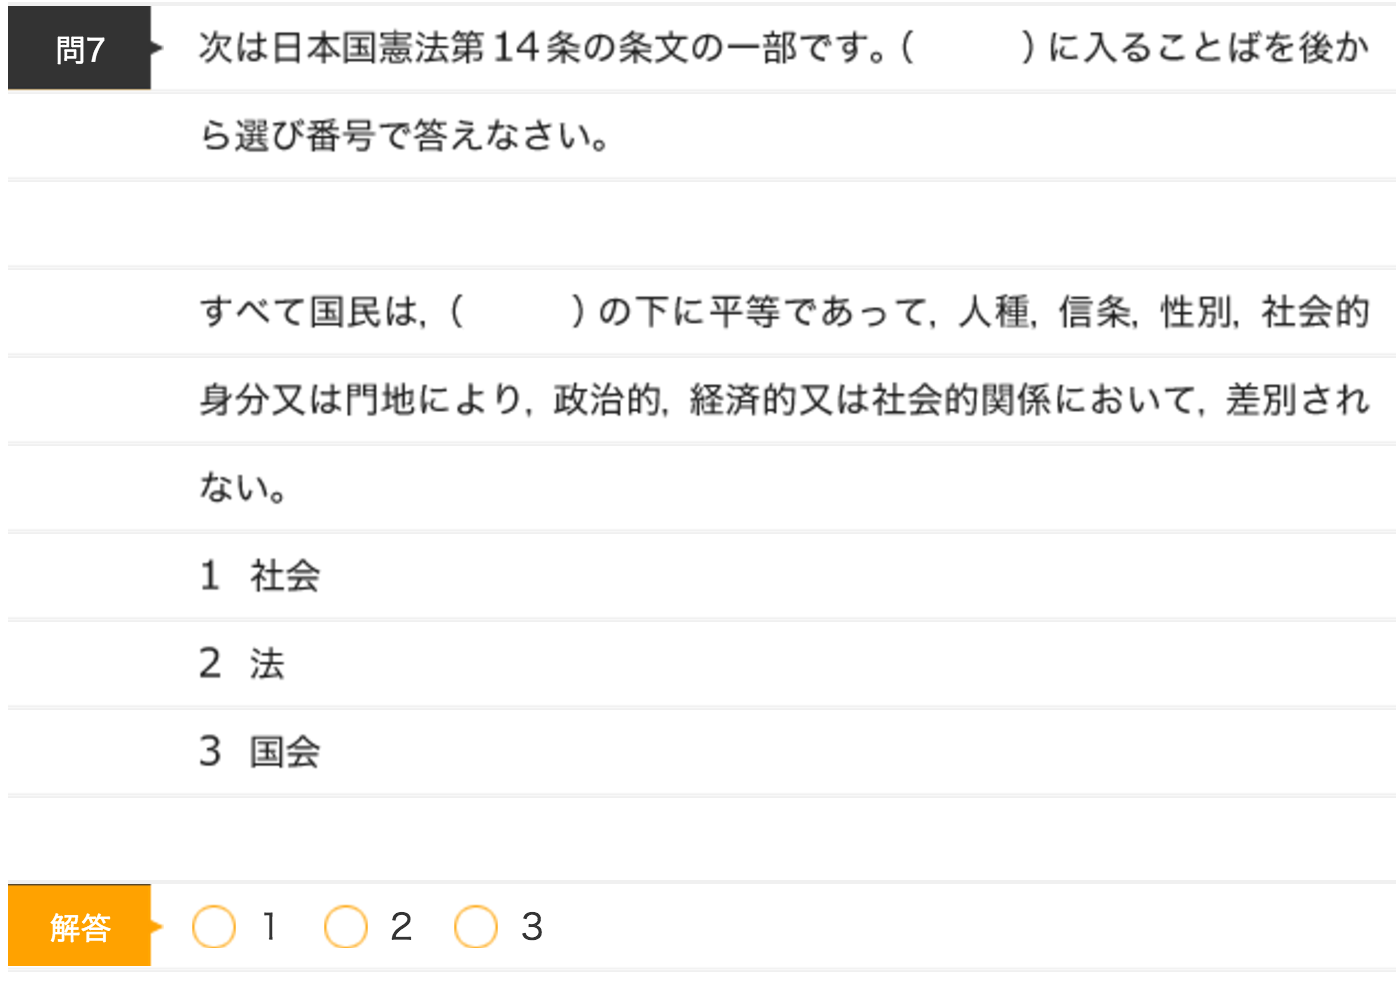 問7 次は日本国憲法第14条の条文の一部です。(　　　)に入ることばを後か
ら選び番号で答えなさい。
すべて国民は,(　　　)の下に平等であって,人種,信条,性別,社会的
身分又は門地により,政治的,経済的又は社会的関係において,差別され
ない。
1 社会
2 法
3 国会
解答 1 2 3